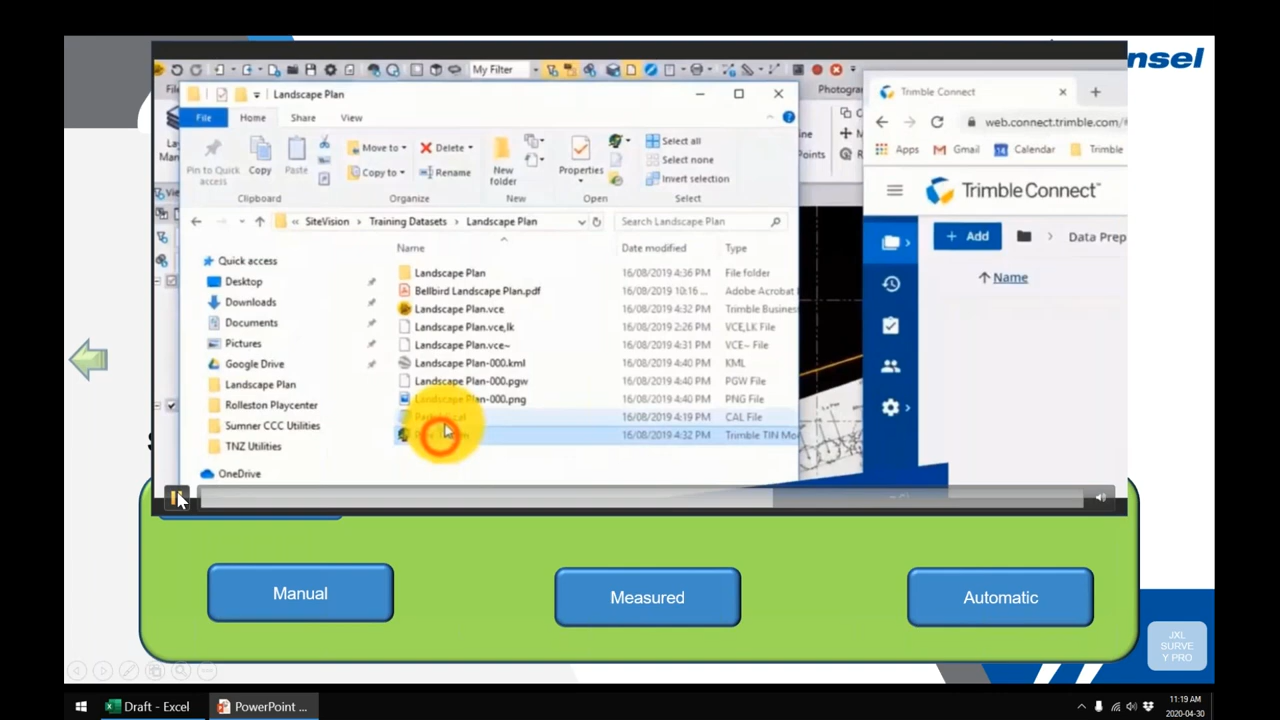 nsel
My Filter
Landscape Plan
File Home Share View
Photogra
Pin to Quick access
Copy
Paste
Move to
Copy to
Delete
Rename
New folder
Properties
Select all
Select none
Invert selection
Clipboard Organize New Open Select
SiteVision > Training Datasets > Landscape Plan
Search Landscape Plan
Name Date modified Type
Quick access
Desktop
Downloads
Documents
Pictures
Google Drive
Landscape Plan
Rolleston Playcenter
Sumner CCC Utilities
TNZ Utilities
OneDrive
Landscape Plan 16/08/2019 4:36 PM File folder
Bellbird Landscape Plan.pdf 16/08/2019 10:16 ... Adobe Acrobat
Landscape Plan.vce 16/08/2019 4:32 PM Trimble Busines
Landscape Plan.vce,lk 16/08/2019 2:26 PM VCE,LK File
Landscape Plan.vce~ 16/08/2019 4:31 PM VCE~ File
Landscape Plan-000.kml 16/08/2019 4:40 PM KML
Landscape Plan-000.pgw 16/08/2019 4:40 PM PGW File
Landscape Plan-000.png 16/08/2019 4:40 PM PNG File
16/08/2019 4:19 PM CAL File
16/08/2019 4:32 PM Trimble TIN Mo
Points
Trimble Connect
web.connect.trimble.com/#
Apps Gmail Calendar Trimble
Trimble Connect™
+ Add
Data Prep
Name
Manual
Measured
Automatic
JXL
SURVE
Y PRO
Draft - Excel
PowerPoint ...
11:19 AM
2020-04-30